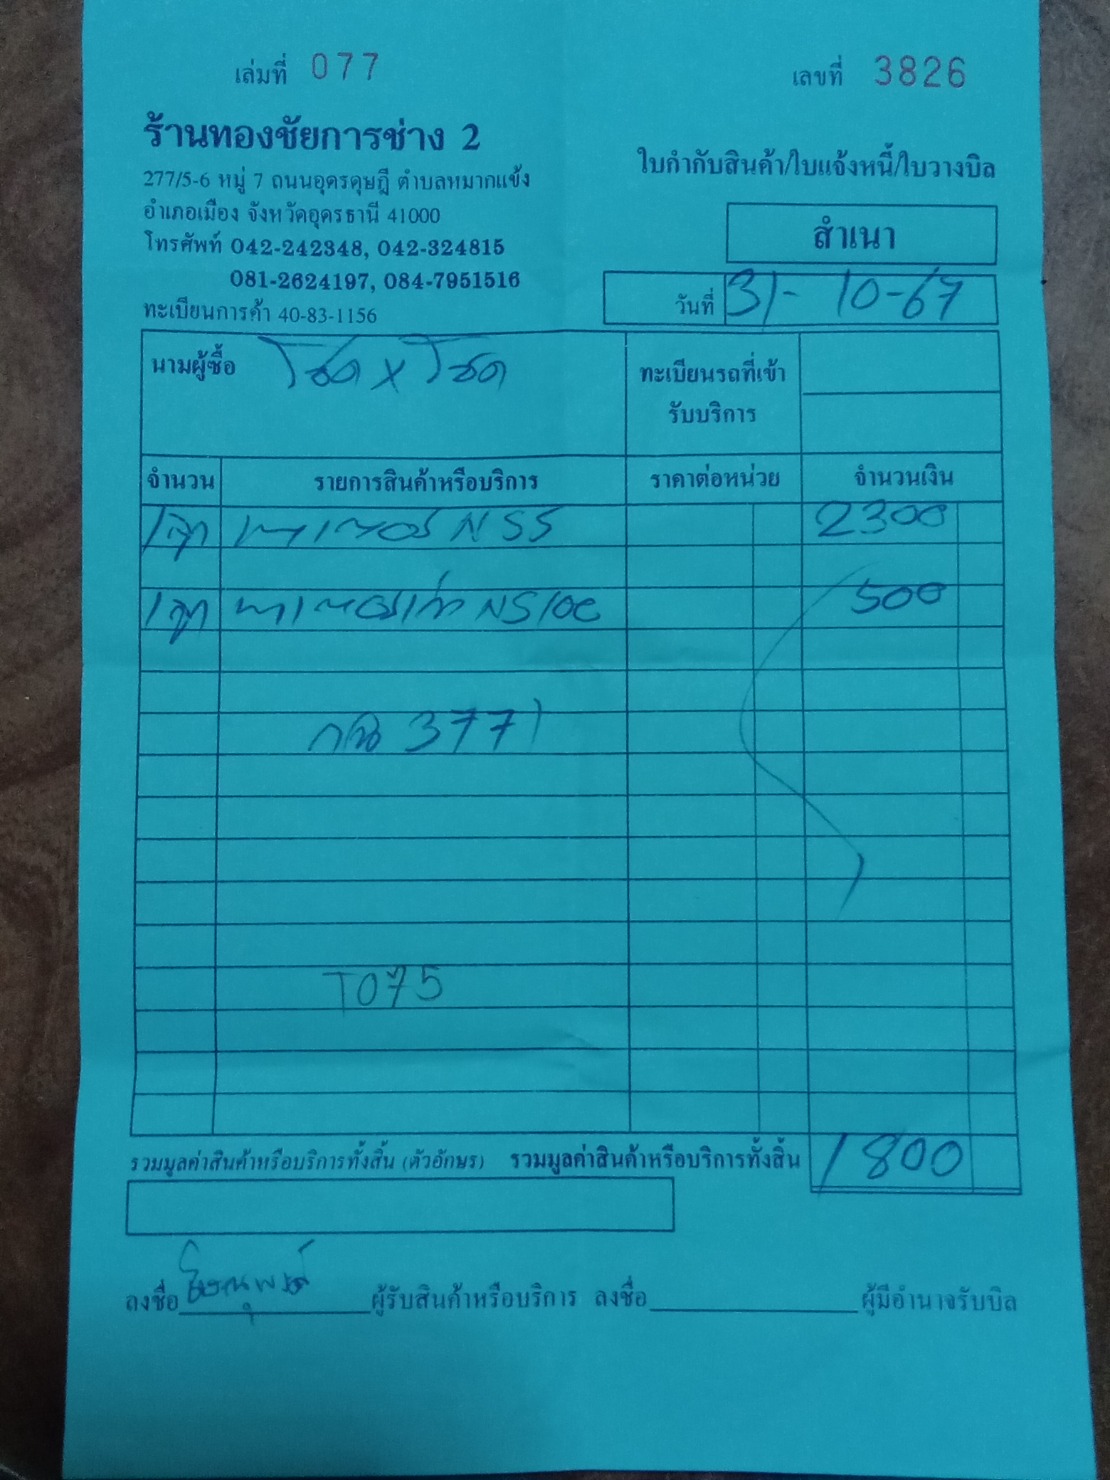 เล่มที่ 077
เลขที่ 3826
ร้านทองชัยการช่าง 2
277/5-6 หมู่ 7 ถนนอุดรดุษฎี ตำบลหมากแข้ง
อำเภอเมือง จังหวัดอุดรธานี 41000
โทรศัพท์ 042-242348, 042-324815
081-2624197, 084-7951516
ทะเบียนการค้า 40-83-1156
ใบกำกับสินค้า/ใบแจ้งหนี้/ใบวางบิล
สำเนา
วันที่ 31-10-67
นามผู้ซื้อ โชค x โชค
ทะเบียนรถที่เข้า
รับบริการ
จำนวน รายการสินค้าหรือบริการ ราคาต่อหน่วย จำนวนเงิน
1 ลูก NS 2300
1 ลูก NS100 500
3771
T075
รวมมูลค่าสินค้าหรือบริการทั้งสิ้น (ตัวอักษร) รวมมูลค่าสินค้าหรือบริการทั้งสิ้น 1800
ลงชื่อ ผู้รับสินค้าหรือบริการ ลงชื่อ ผู้มีอำนาจรับบิล